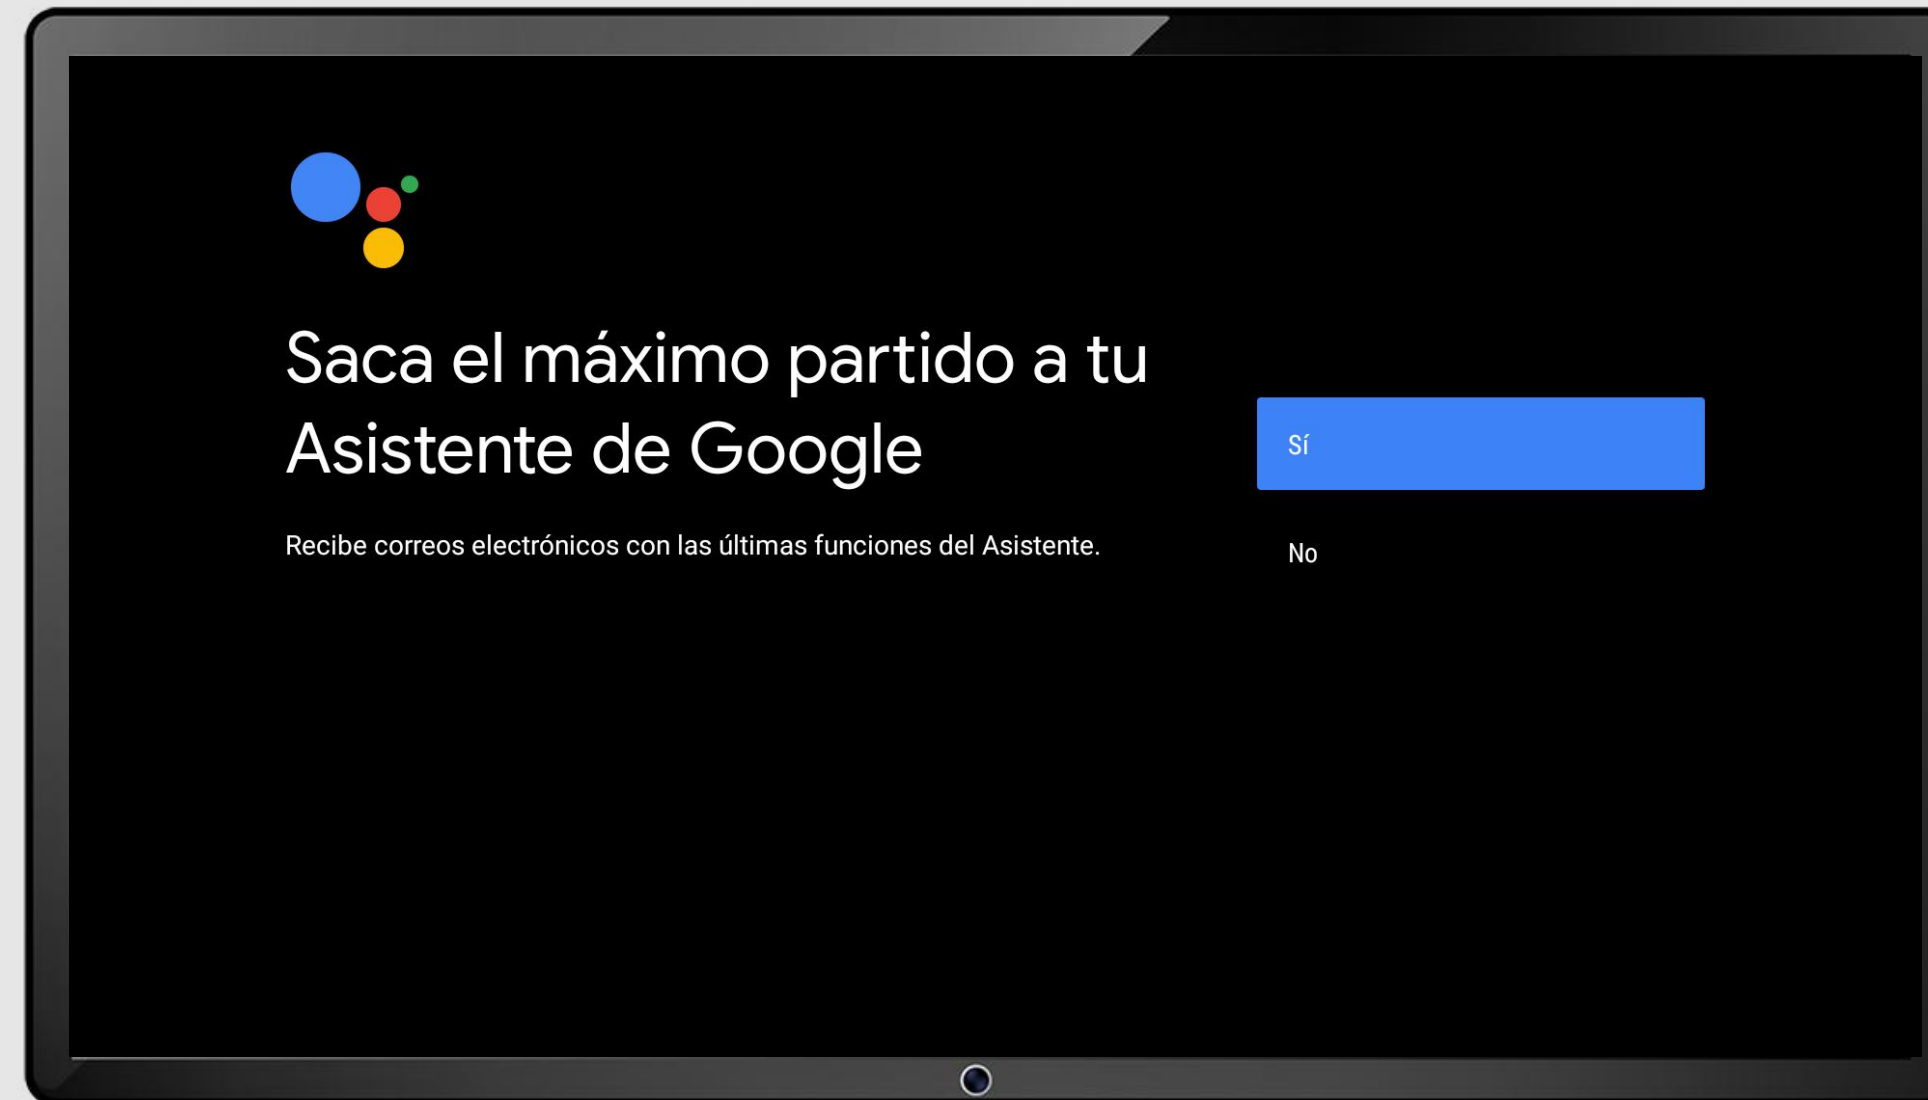 Saca el máximo partido a tu
Asistente de Google
Recibe correos electrónicos con las últimas funciones del Asistente.
Sí
No